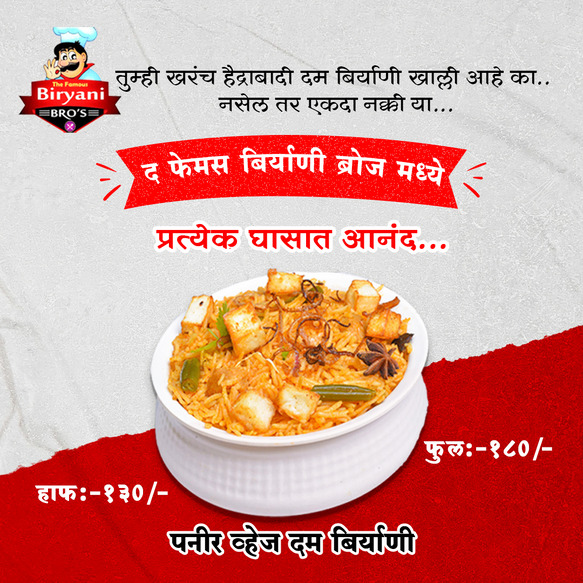 The Famous
Biryani
BRO'S
तुम्ही खरंच हैद्राबादी दम बिर्याणी खाल्ली आहे का..
नसेल तर एकदा नक्की या...
द फेमस बिर्याणी ब्रोज मध्ये
प्रत्येक घासात आनंद...
फुल:-१८०/-
हाफ:-१३०/-
पनीर व्हेज दम बिर्याणी